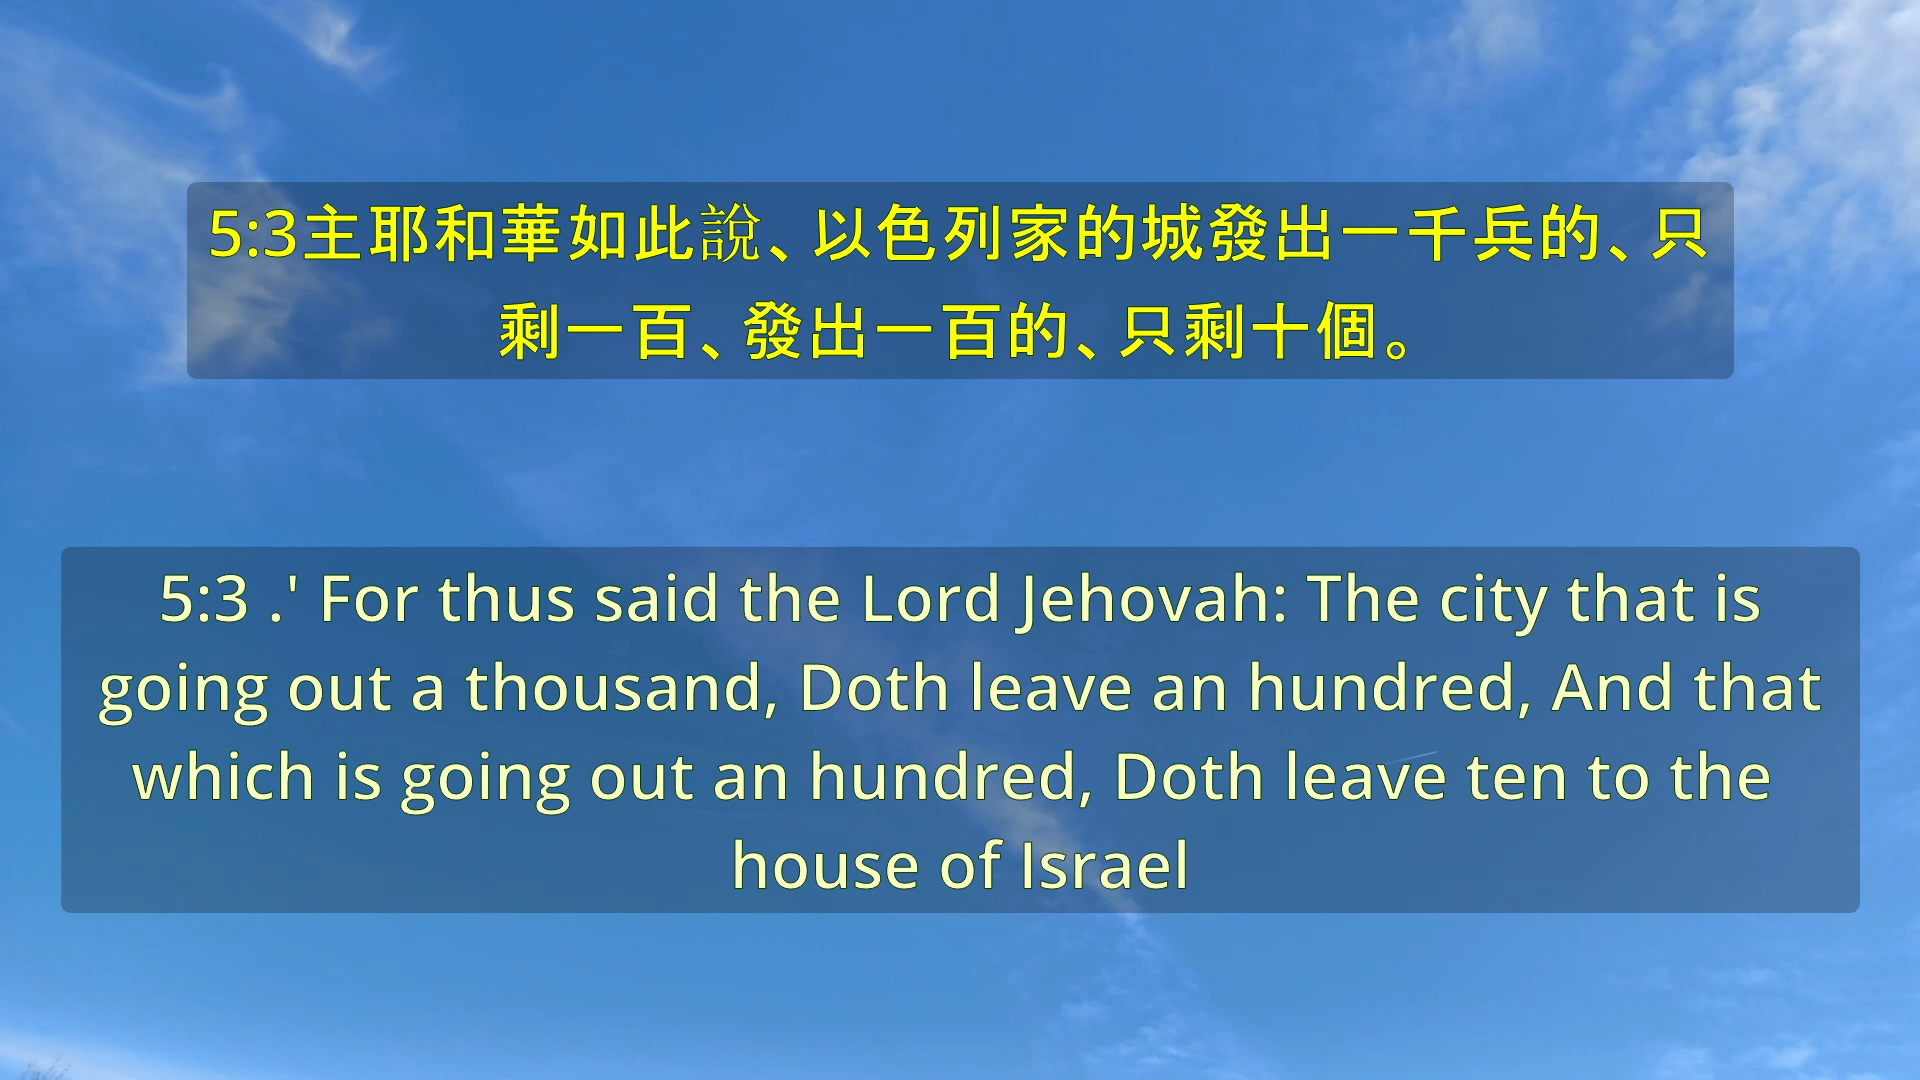 5:3主耶和華如此說、以色列家的城發出一千兵的、只
剩一百、發出一百的、只剩十個。
5:3 .' For thus said the Lord Jehovah: The city that is
going out a thousand, Doth leave an hundred, And that
which is going out an hundred, Doth leave ten to the
house of Israel